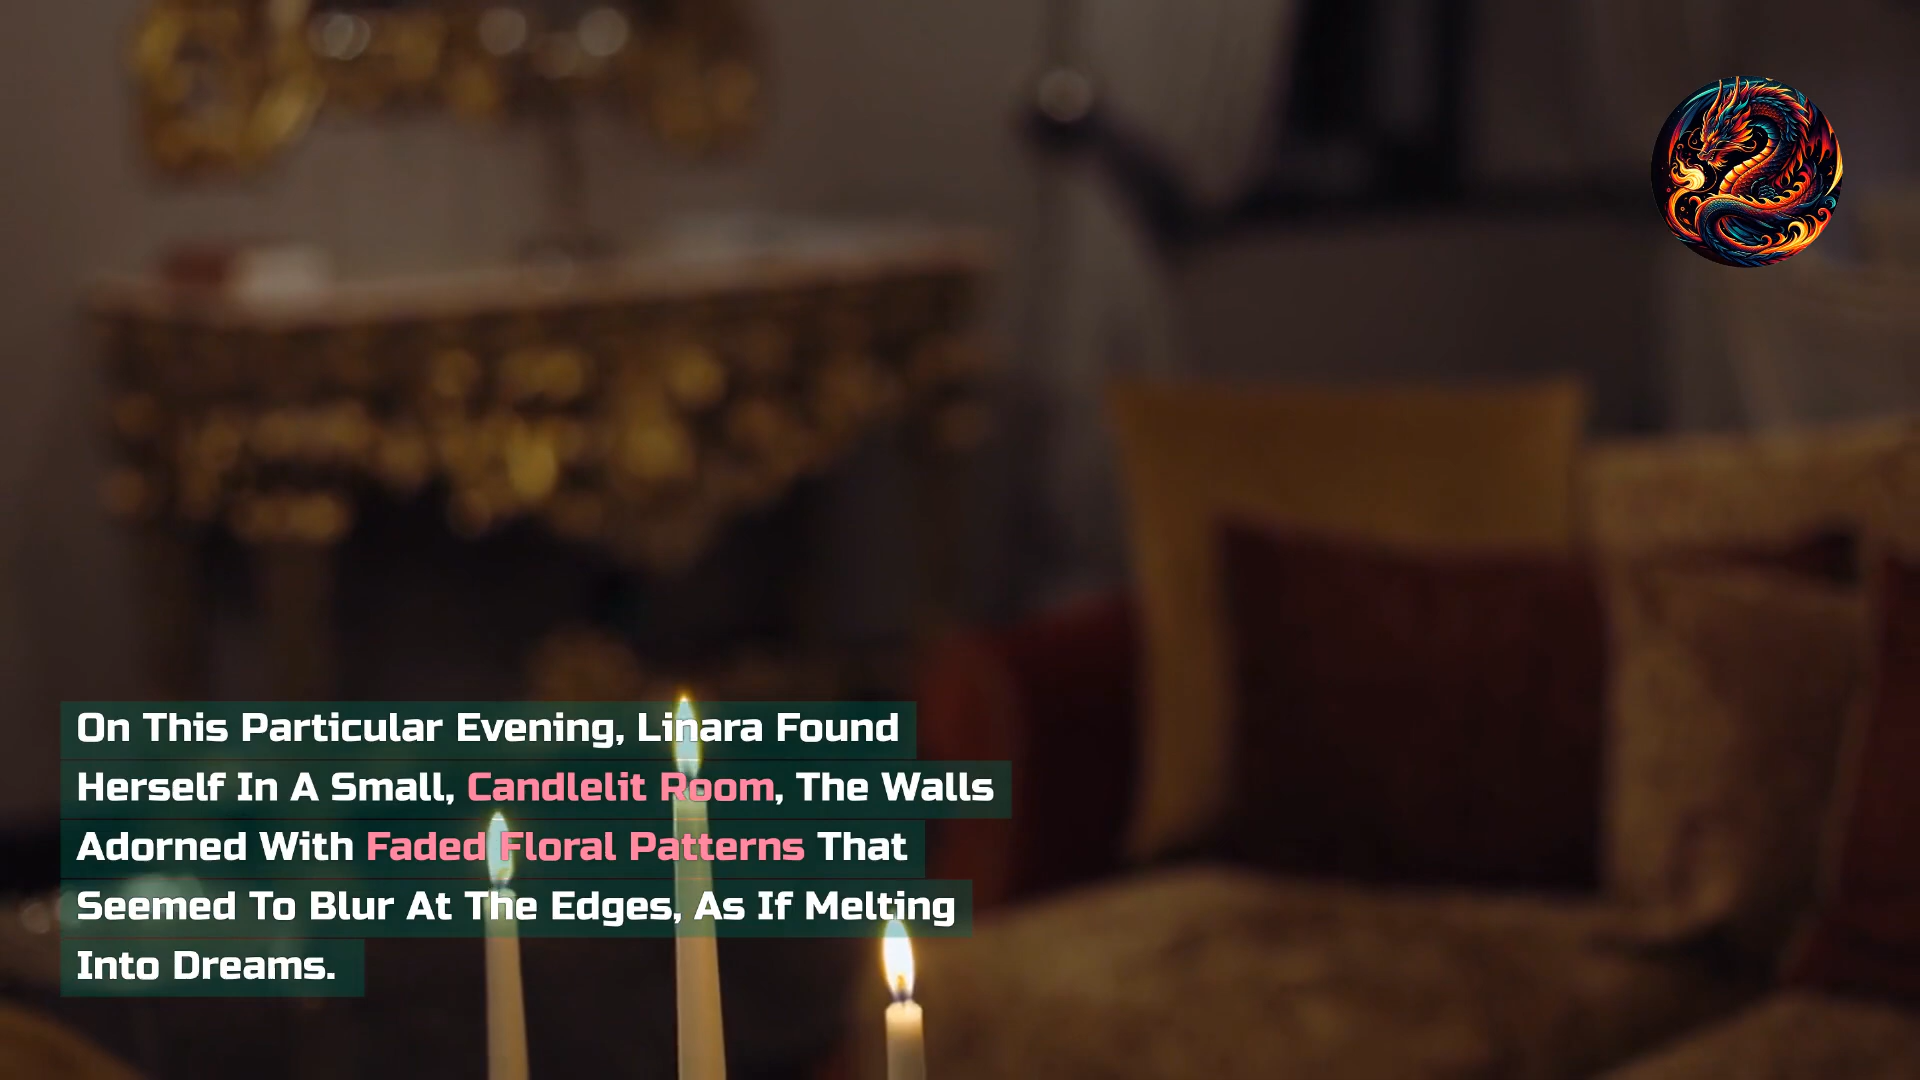 On This Particular Evening, Linara Found
Herself In A Small, Candlelit Room, The Walls
Adorned With Faded Floral Patterns That
Seemed To Blur At The Edges, As If Melting
Into Dreams.